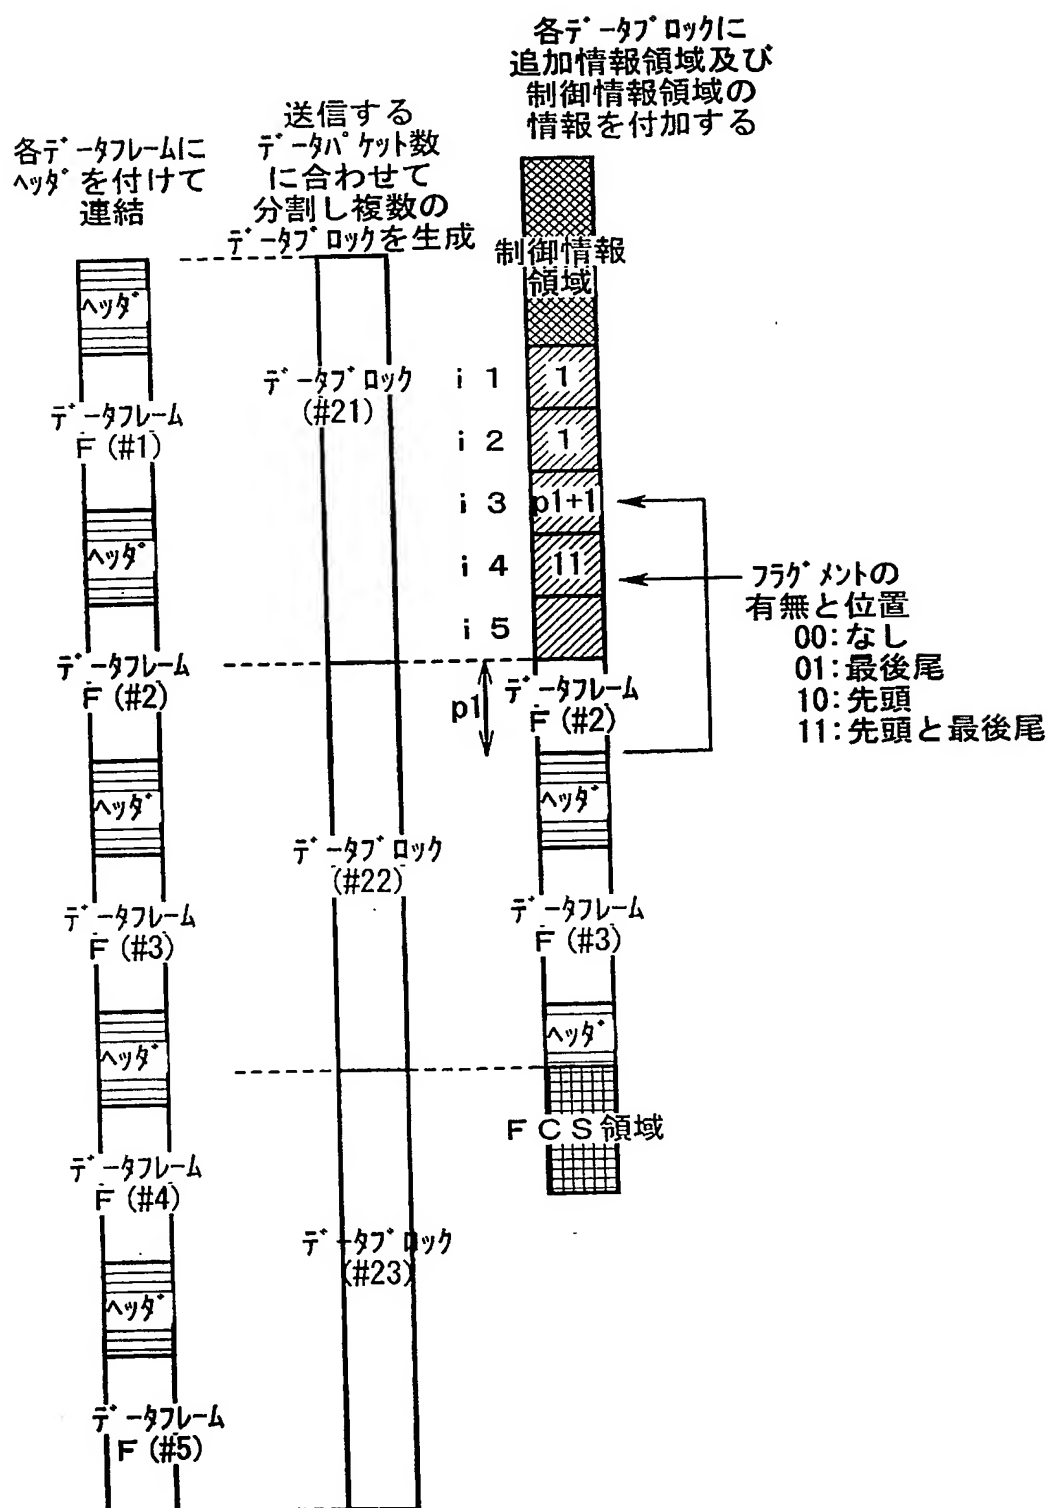 各データフレームに
ヘッダを付けて
連結
ヘッダ
データフレーム
F (#1)
ヘッダ
データフレーム
F (#2)
ヘッダ
データフレーム
F (#3)
ヘッダ
データフレーム
F (#4)
ヘッダ
データフレーム
F (#5)
送信する
データパケット数
に合わせて
分割し複数の
データブロックを生成
データブロック
(#21)
データブロック
(#22)
データブロック
(#23)
各データブロックに
追加情報領域及び
制御情報領域の
情報を付加する
制御情報
領域
i 1 1
i 2 1
i 3 p1+1
i 4 11
i 5
p1
データフレーム
F (#2)
ヘッダ
データフレーム
F (#3)
ヘッダ
FCS領域
フラグメントの
有無と位置
00:なし
01:最後尾
10:先頭
11:先頭と最後尾